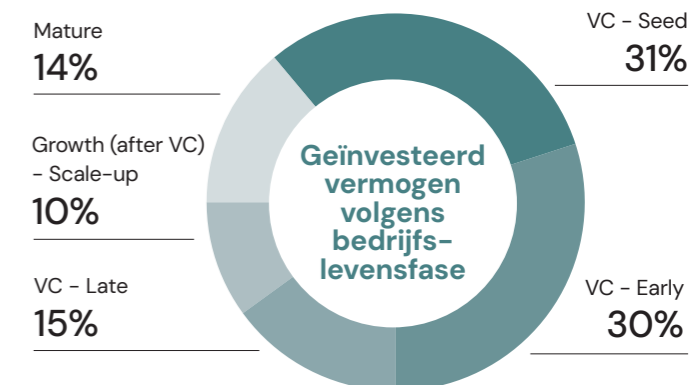 Mature
14%
Growth (after VC)
– Scale-up
10%
VC – Late
15%
Geïnvesteerd
vermogen
volgens
bedrijfs–
levensfase
VC – Seed
31%
VC – Early
30%